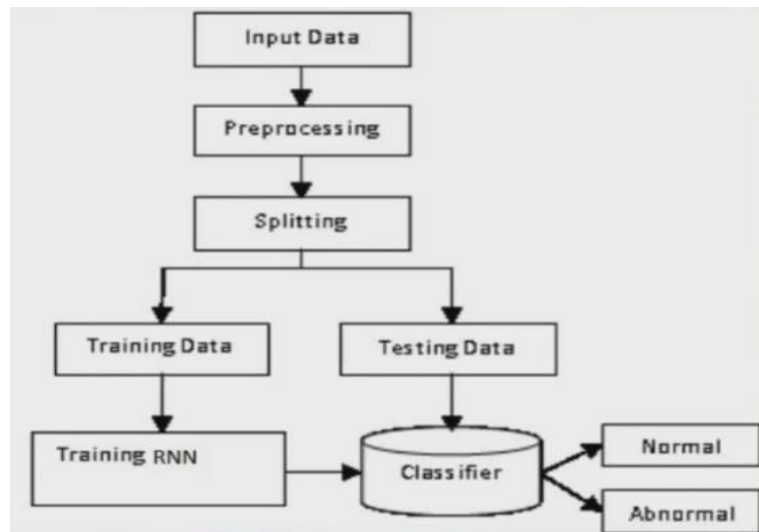 Input Data
Preprocessing
Splitting
Training Data
Testing Data
Training RNN
Classifier
Normal
Abnormal